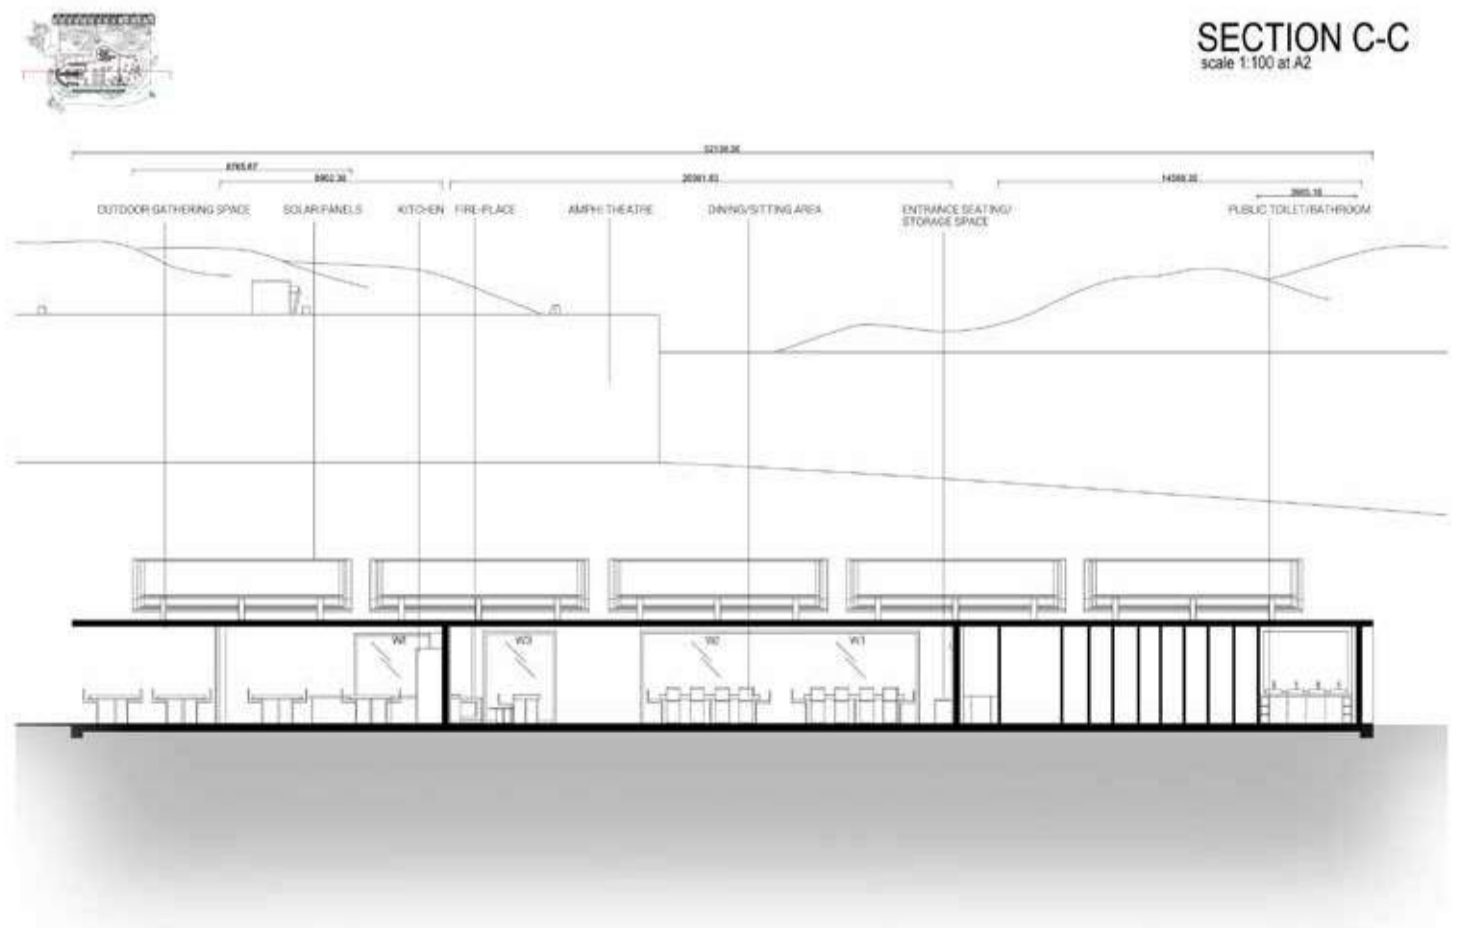 SECTION C-C
scale 1:100 at A2
OUTDOOR GATHERING SPACE
SOLAR PANELS
KITCHEN
FIRE-PLACE
AMPHI THEATRE
DINING/SITTING AREA
ENTRANCE SEATING/
STORAGE SPACE
PUBLIC TOILET/BATHROOM
W3
W2
W1